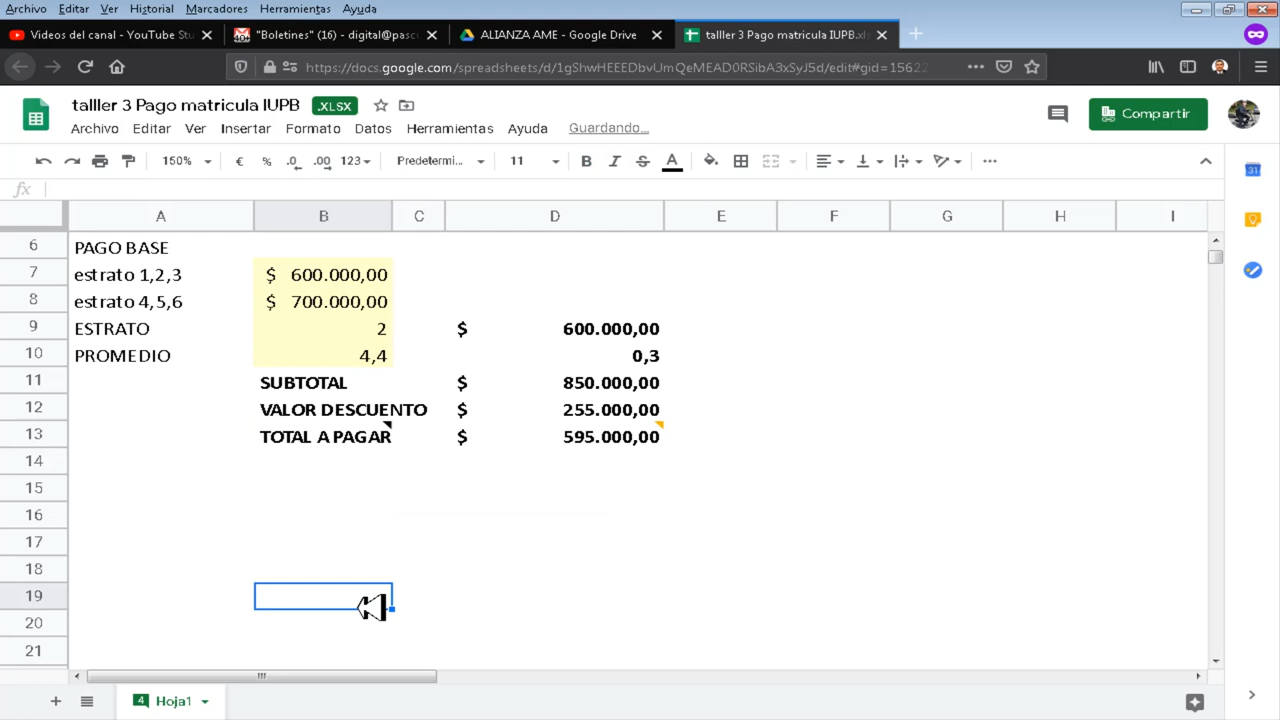 Archivo Editar Ver Historial Marcadores Herramientas Ayuda
Videos del canal - YouTube Stu
"Boletines" (16) - digital@pasc
ALIANZA AME - Google Drive
talller 3 Pago matricula IUPB.xls
https://docs.google.com/spreadsheets/d/1gShwHEEEDbvUmQeMEAD0RSibA3xSyJ5d/edit#gid=15622
talller 3 Pago matricula IUPB .XLSX
Archivo Editar Ver Insertar Formato Datos Herramientas Ayuda Guardando...
Compartir
150% € % .0 .00 123 Predetermi... 11 B I S A
31
fx
A B C D E F G H I
6 PAGO BASE
7 estrato 1,2,3 $ 600.000,00
8 estrato 4,5,6 $ 700.000,00
9 ESTRATO 2 $ 600.000,00
10 PROMEDIO 4,4 0,3
11 SUBTOTAL $ 850.000,00
12 VALOR DESCUENTO $ 255.000,00
13 TOTAL A PAGAR $ 595.000,00
14
15
16
17
18
19
20
21
4 Hoja1